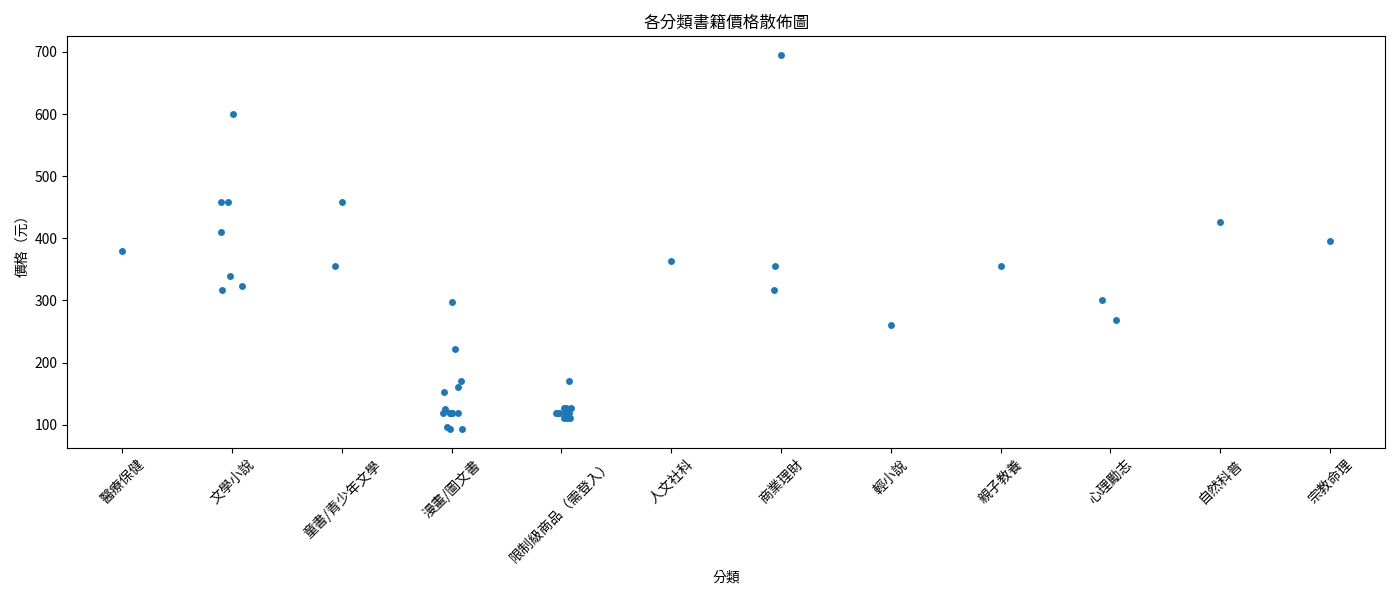 各分類書籍價格散佈圖
價格（元）
700
600
500
400
300
200
100
醫療保健
文學小說
童書/青少年文學
漫畫/圖文書
限制級商品（需登入）
人文社科
商業理財
輕小說
親子教養
心理勵志
自然科普
宗教命理
分類